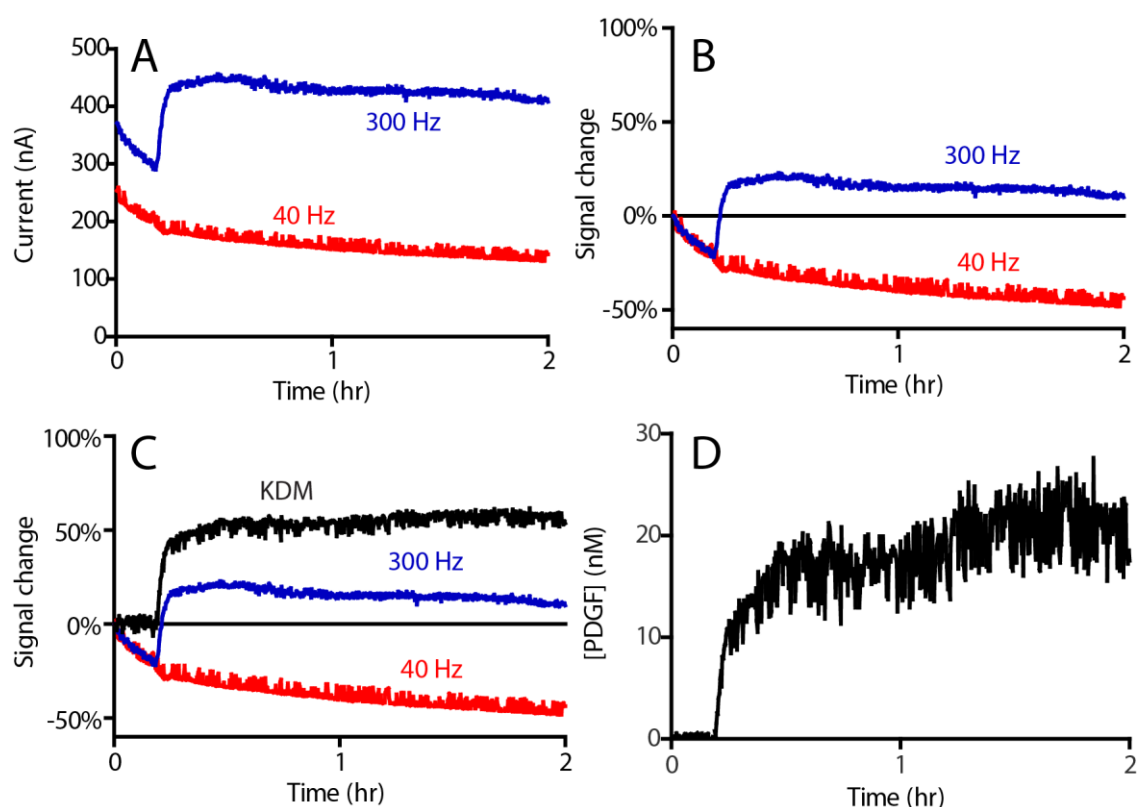 A
Current (nA)
500
400
300
200
100
0
300 Hz
40 Hz
0
1
2
Time (hr)
B
Signal change
100%
50%
0%
-50%
300 Hz
40 Hz
0
1
2
Time (hr)
C
Signal change
100%
50%
0%
-50%
KDM
300 Hz
40 Hz
0
1
2
Time (hr)
D
[PDGF] (nM)
30
20
10
0
0
1
2
Time (hr)